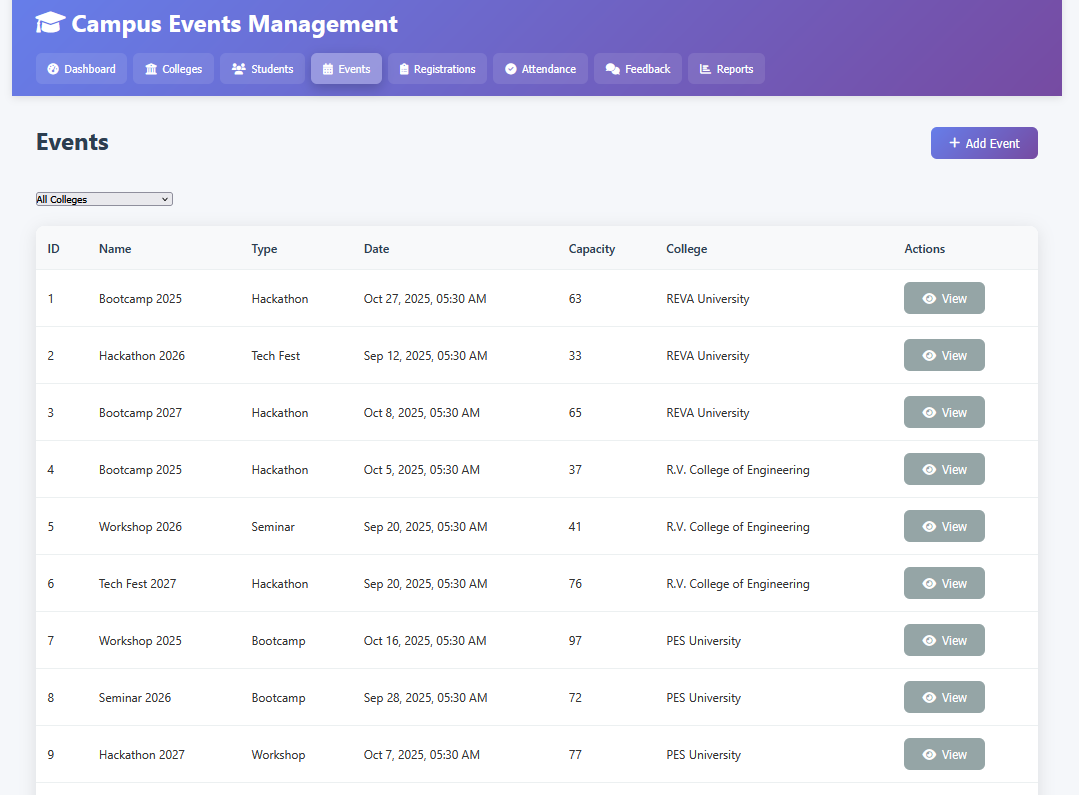 Campus Events Management
Dashboard Colleges Students Events Registrations Attendance Feedback Reports
Events
+ Add Event
All Colleges
ID Name Type Date Capacity College Actions
1 Bootcamp 2025 Hackathon Oct 27, 2025, 05:30 AM 63 REVA University View
2 Hackathon 2026 Tech Fest Sep 12, 2025, 05:30 AM 33 REVA University View
3 Bootcamp 2027 Hackathon Oct 8, 2025, 05:30 AM 65 REVA University View
4 Bootcamp 2025 Hackathon Oct 5, 2025, 05:30 AM 37 R.V. College of Engineering View
5 Workshop 2026 Seminar Sep 20, 2025, 05:30 AM 41 R.V. College of Engineering View
6 Tech Fest 2027 Hackathon Sep 20, 2025, 05:30 AM 76 R.V. College of Engineering View
7 Workshop 2025 Bootcamp Oct 16, 2025, 05:30 AM 97 PES University View
8 Seminar 2026 Bootcamp Sep 28, 2025, 05:30 AM 72 PES University View
9 Hackathon 2027 Workshop Oct 7, 2025, 05:30 AM 77 PES University View